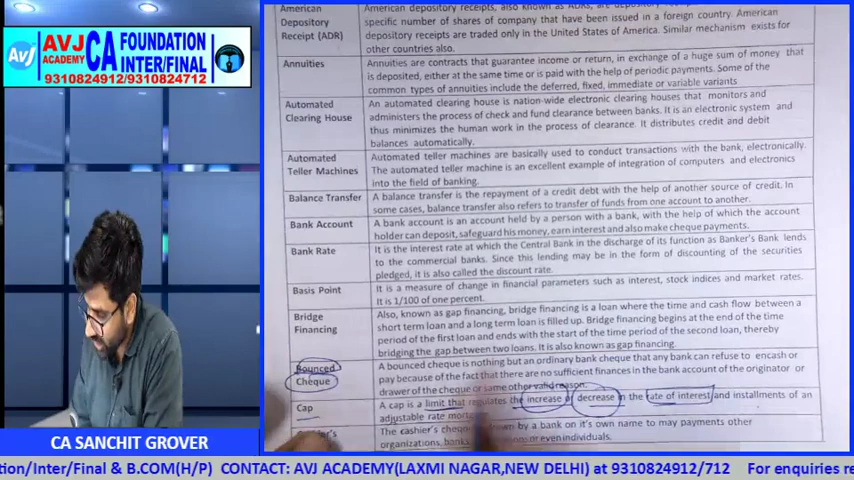 AVJ ACADEMY CA FOUNDATION INTER/FINAL
9310824912/9310824712
AVJ
American Depository Receipt (ADR)
American depository receipts, also known as ADRs, are
specific number of shares of company that have been issued in a foreign country. American
depository receipts are traded only in the United States of America. Similar mechanism exists for
other countries also.
Annuities
Annuities are contracts that guarantee income or return, in exchange of a huge sum of money that
is deposited, either at the same time or is paid with the help of periodic payments. Some of the
common types of annuities include the deferred, fixed, immediate or variable variants
Automated
Clearing House
An automated clearing house is nation-wide electronic clearing houses that monitors and
administers the process of check and fund clearance between banks. It is an electronic system and
thus minimizes the human work in the process of clearance. It distributes credit and debit
balances automatically.
Automated
Teller Machines
Automated teller machines are basically used to conduct transactions with the bank, electronically.
The automated teller machine is an excellent example of integration of computers and electronics
into the field of banking.
Balance Transfer
A balance transfer is the repayment of a credit debt with the help of another source of credit. In
some cases, balance transfer also refers to transfer of funds from one account to another.
Bank Account
A bank account is an account held by a person with a bank, with the help of which the account
holder can deposit, safeguard his money, earn interest and also make cheque payments.
Bank Rate
It is the interest rate at which the Central Bank in the discharge of its function as Banker's Bank lends
to the commercial banks. Since this lending may be in the form of discounting of the securities
pledged, it is also called the discount rate.
Basis Point
It is a measure of change in financial parameters such as interest, stock indices and market rates.
It is 1/100 of one percent.
Bridge
Financing
Also, known as gap financing, bridge financing is a loan where the time and cash flow between a
short term loan and a long term loan is filled up. Bridge financing begins at the end of the time
period of the first loan and ends with the start of the time period of the second loan, thereby
bridging the gap between two loans. It is also known as gap financing.
Bounced
Cheque
A bounced cheque is nothing but an ordinary bank cheque that any bank can refuse to encash or
pay because of the fact that there are no sufficient finances in the bank account of the originator or
drawer of the cheque or same other valid reason.
Cap
A cap is a limit that regulates the increase or decrease in the rate of interest and installments of an
adjustable rate
The cashier's cheque drawn by a bank on it's own name to may payments other
organizations, banks, or even individuals.
CA SANCHIT GROVER
tion/Inter/Final & B.COM(H/P) CONTACT: AVJ ACADEMY(LAXMI NAGAR,NEW DELHI) at 9310824912/712 For enquiries re